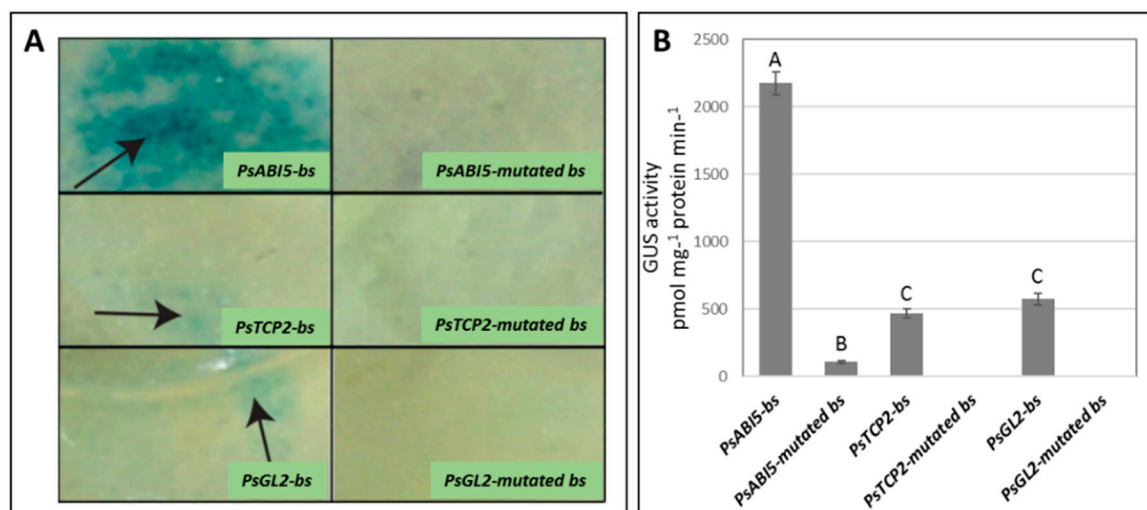 A
PsABI5-bs
PsABI5-mutated bs
PsTCP2-bs
PsTCP2-mutated bs
PsGL2-bs
PsGL2-mutated bs
B
GUS activity
pmol mg-1 protein min-1
2500
2000
1500
1000
500
0
A
B
C
C
PsABI5-bs
PsABI5-mutated bs
PsTCP2-bs
PsTCP2-mutated bs
PsGL2-bs
PsGL2-mutated bs